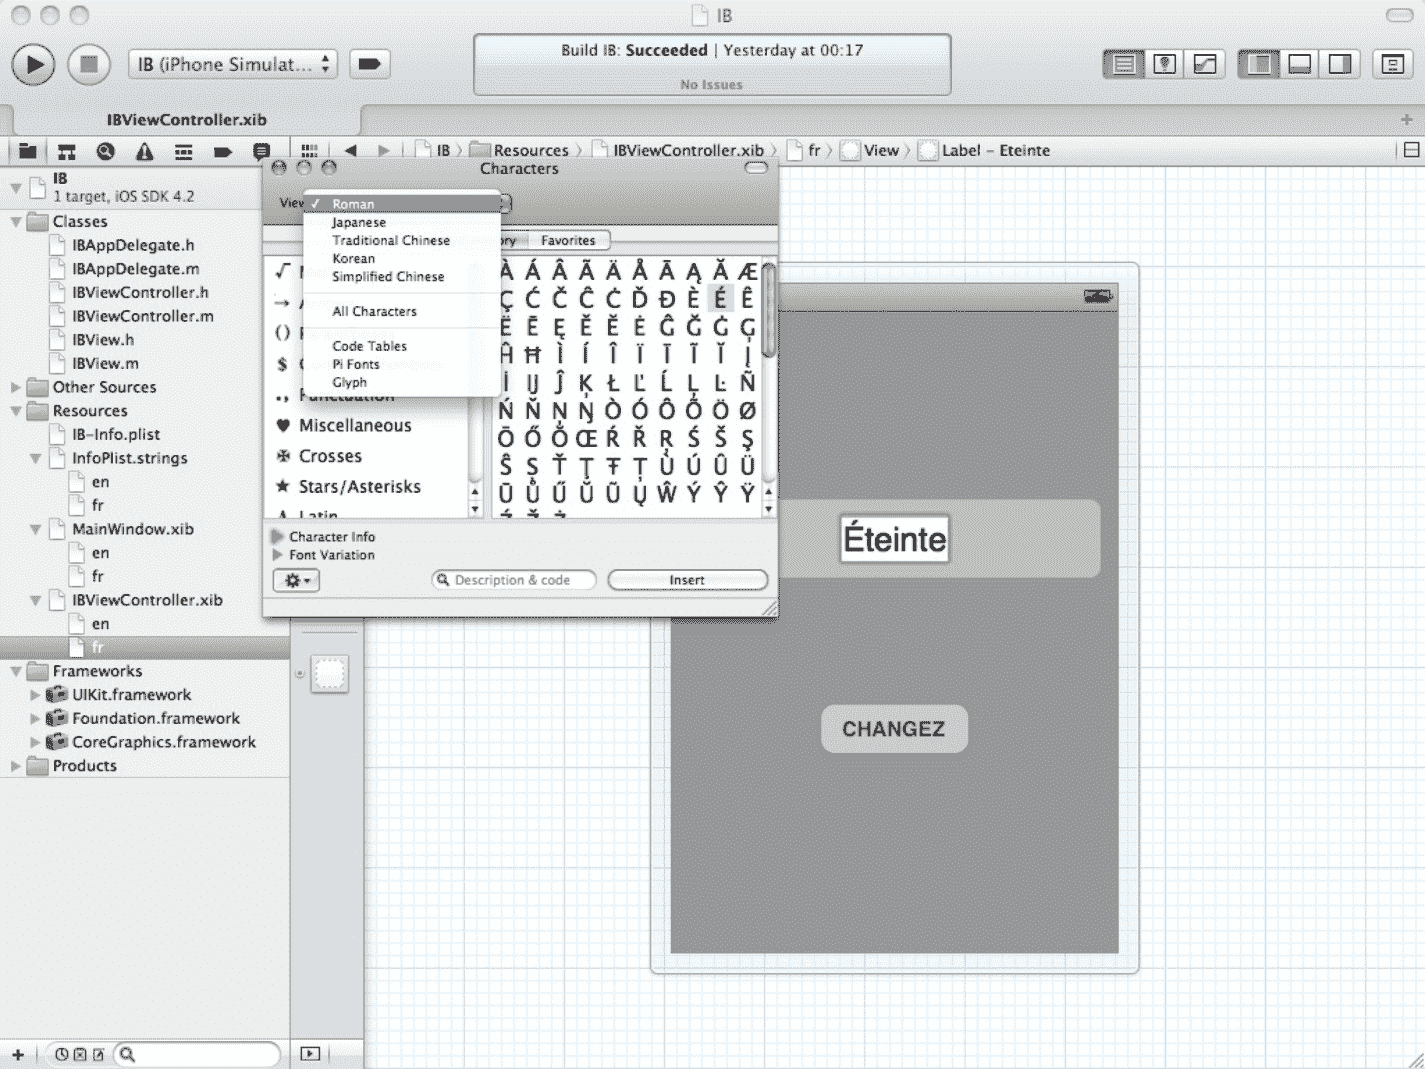 IB
IB (iPhone Simulat...
Build IB: Succeeded | Yesterday at 00:17
No Issues
IBViewController.xib
IB
Resources
IBViewController.xib
fr
View
Label - Eteinte
IB
1 target, iOS SDK 4.2
Classes
IBAppDelegate.h
IBAppDelegate.m
IBViewController.h
IBViewController.m
IBView.h
IBView.m
Other Sources
Resources
IB-Info.plist
InfoPlist.strings
en
fr
MainWindow.xib
en
fr
IBViewController.xib
en
fr
Frameworks
UIKit.framework
Foundation.framework
CoreGraphics.framework
Products
Characters
View
✓ Roman
Japanese
Traditional Chinese
Korean
Simplified Chinese
All Characters
Code Tables
Pi Fonts
Glyph
Favorites
Punctuation
Miscellaneous
Crosses
Stars/Asterisks
Latin
À Á Â Ã Ä Å Ā Ą Ă Æ
Ç Ć Č Ĉ Ċ Ď Đ È É Ê
Ë Ē Ę Ě Ĕ Ė Ĝ Ğ Ġ Ģ
Ĥ Ħ Ì Í Î Ï Ī Ĩ Ĭ Į
İ Ĳ Ĵ Ķ Ł Ľ Ĺ Ļ Ŀ Ñ
Ń Ň Ņ Ŋ Ò Ó Ô Õ Ö Ø
Ō Ő Ŏ Œ Ŕ Ř Ŗ Ś Š Ş
Ŝ Ș Ť Ţ Ŧ Ț Ù Ú Û Ü
Ū Ů Ű Ŭ Ũ Ų Ŵ Ý Ŷ Ÿ
Character Info
Font Variation
Description & code
Insert
Éteinte
CHANGEZ